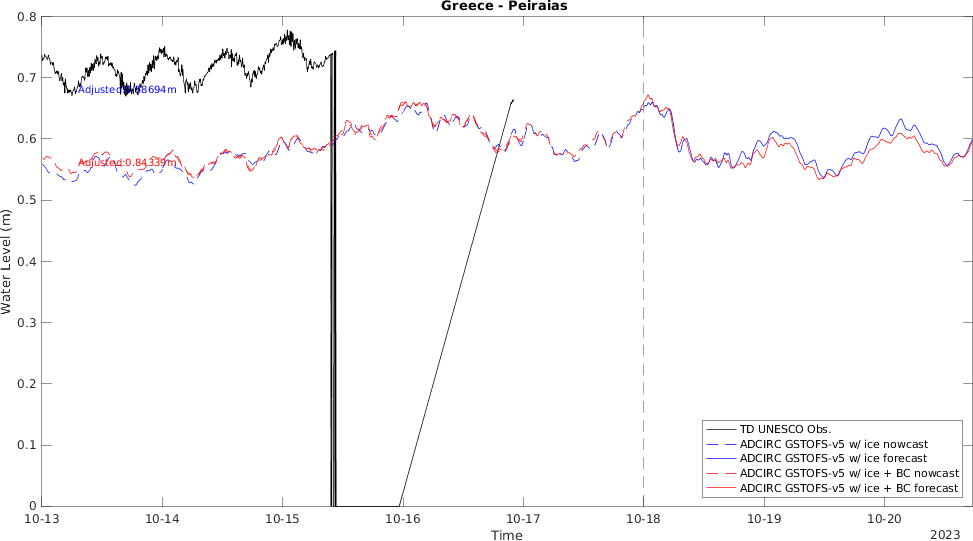 Greece - Peiraias
0.8
0.7
0.6
0.5
0.4
0.3
0.2
0.1
0
Water Level (m)
Adjusted:0.84339m
TD UNESCO Obs.
ADCIRC GSTOFS-v5 w/ ice nowcast
ADCIRC GSTOFS-v5 w/ ice forecast
ADCIRC GSTOFS-v5 w/ ice + BC nowcast
ADCIRC GSTOFS-v5 w/ ice + BC forecast
10-13
10-14
10-15
10-16
10-17
10-18
10-19
10-20
Time
2023